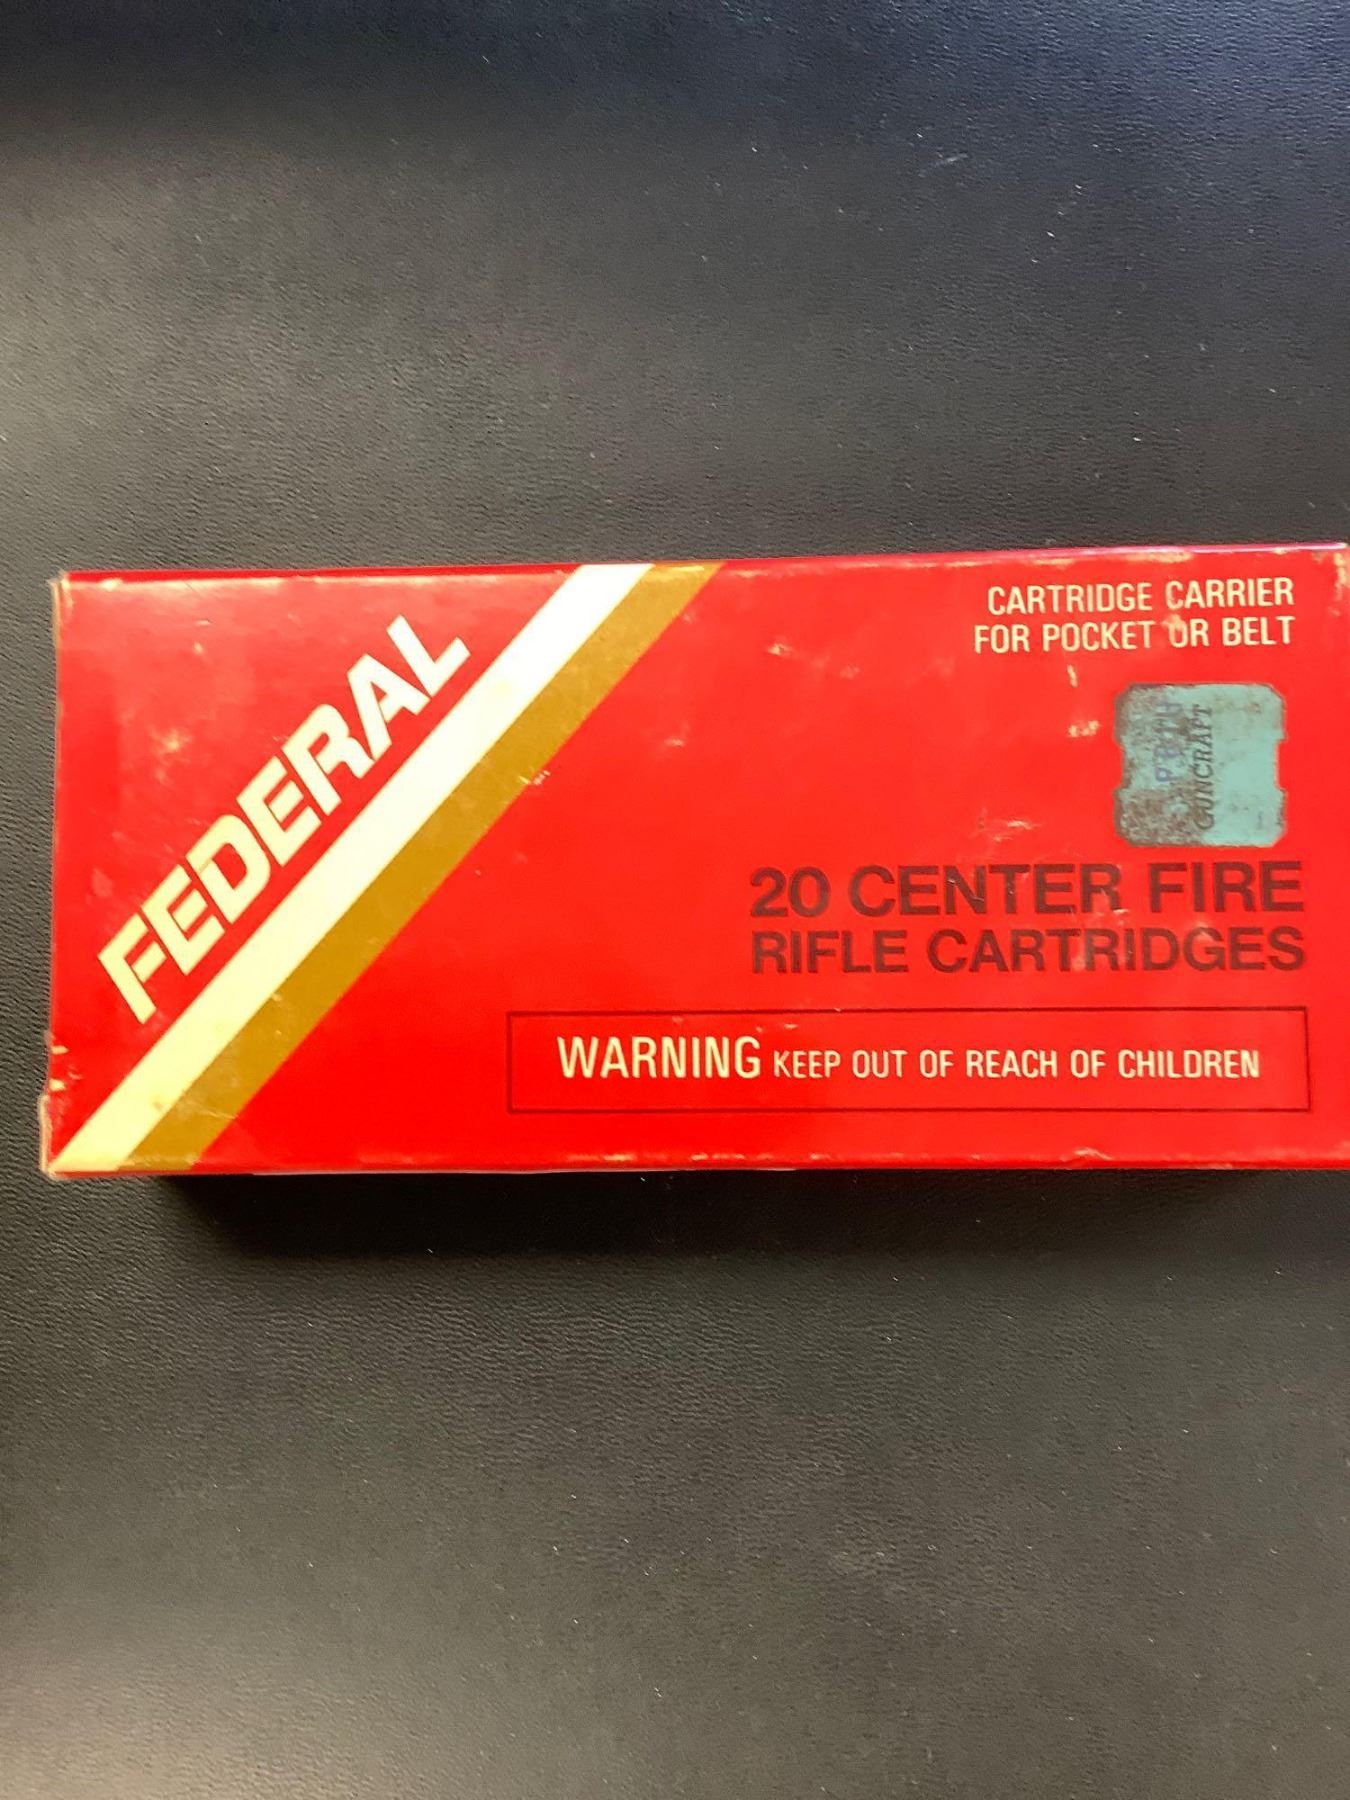 FEDERAL
CARTRIDGE CARRIER
FOR POCKET OR BELT
PERTH
GUNCRAFT
20 CENTER FIRE
RIFLE CARTRIDGES
WARNING KEEP OUT OF REACH OF CHILDREN